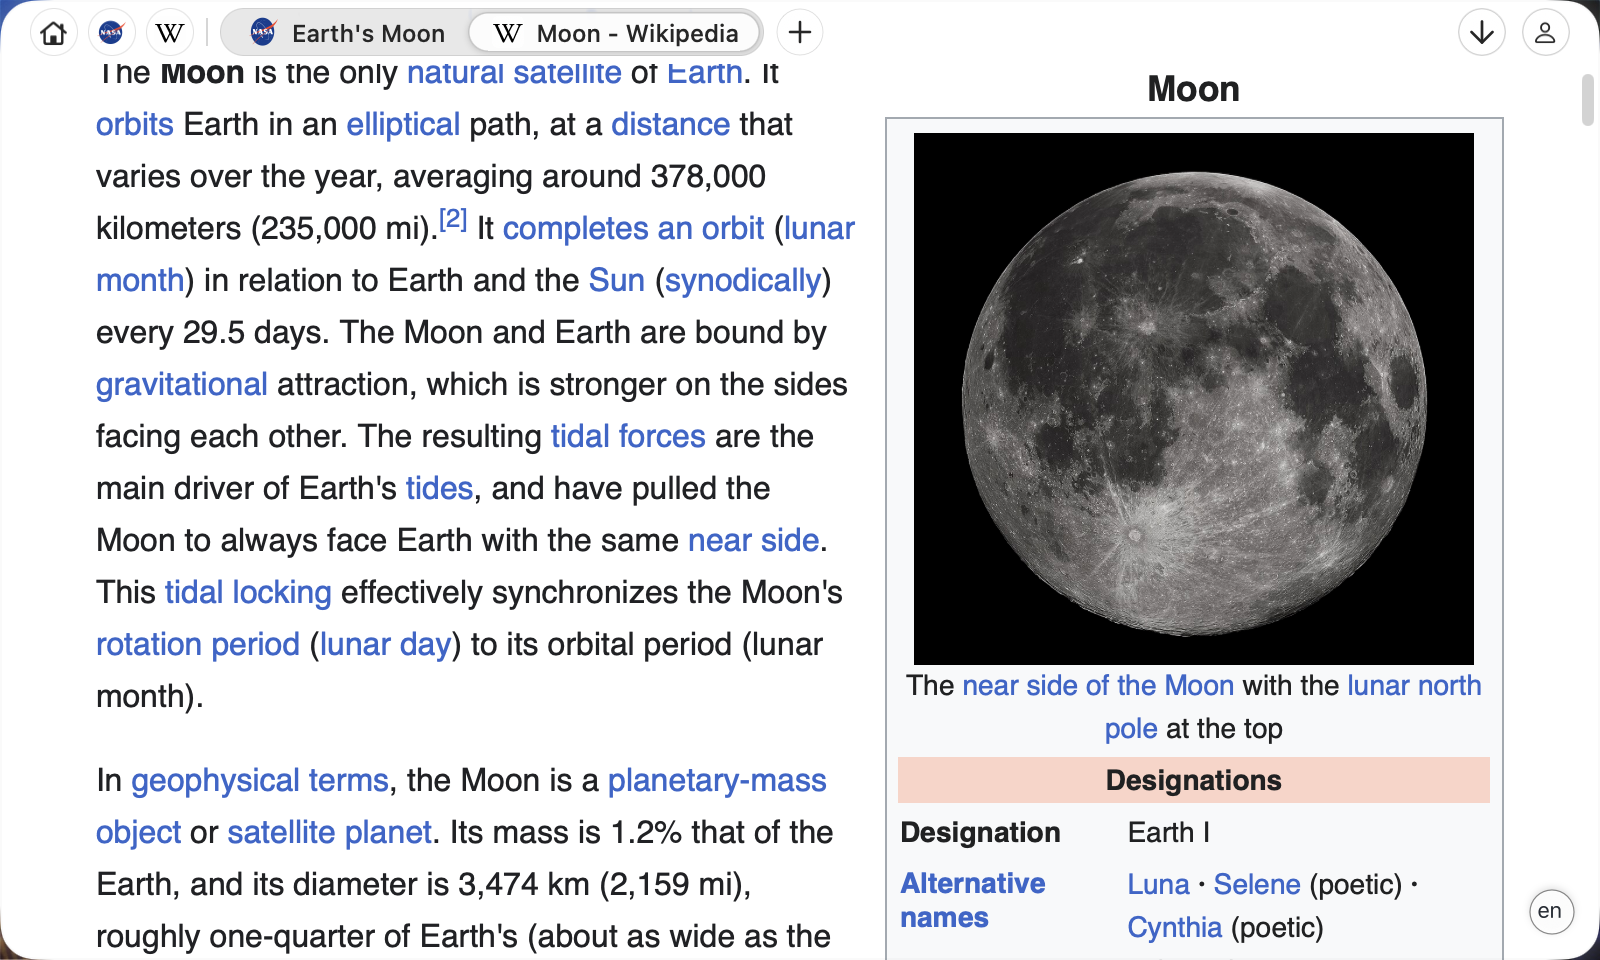 Earth's Moon
Moon - Wikipedia
The Moon is the only natural satellite of Earth. It
orbits Earth in an elliptical path, at a distance that
varies over the year, averaging around 378,000
kilometers (235,000 mi).[2] It completes an orbit (lunar
month) in relation to Earth and the Sun (synodically)
every 29.5 days. The Moon and Earth are bound by
gravitational attraction, which is stronger on the sides
facing each other. The resulting tidal forces are the
main driver of Earth's tides, and have pulled the
Moon to always face Earth with the same near side.
This tidal locking effectively synchronizes the Moon's
rotation period (lunar day) to its orbital period (lunar
month).
In geophysical terms, the Moon is a planetary-mass
object or satellite planet. Its mass is 1.2% that of the
Earth, and its diameter is 3,474 km (2,159 mi),
roughly one-quarter of Earth's (about as wide as the
Moon
The near side of the Moon with the lunar north
pole at the top
Designations
Designation Earth I
Alternative names
Luna · Selene (poetic) ·
Cynthia (poetic)
en